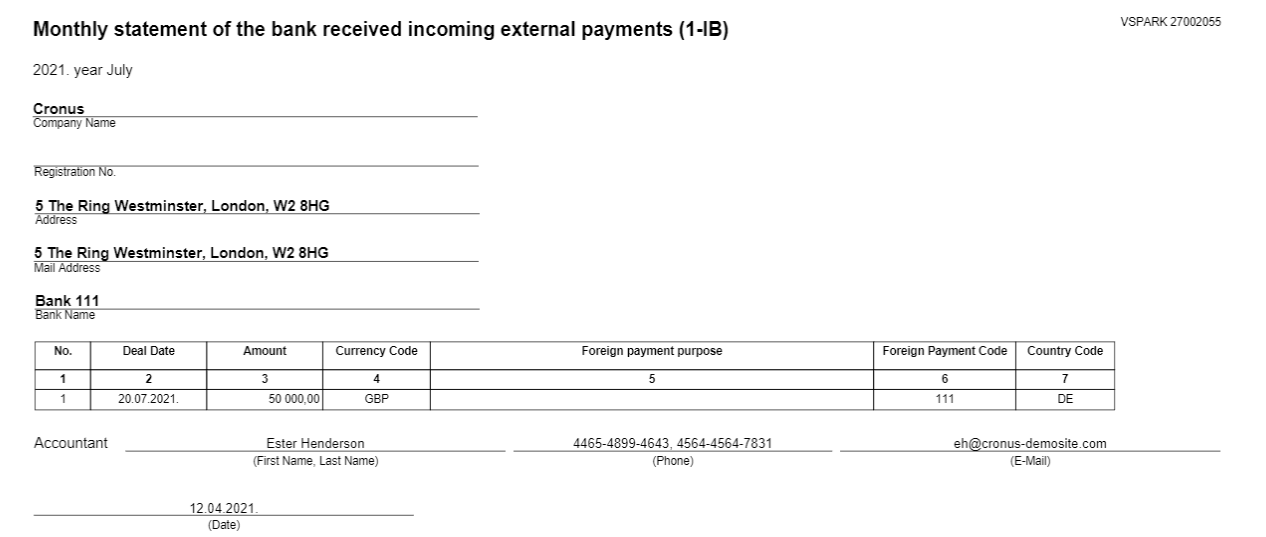 Monthly statement of the bank received incoming external payments (1-IB)
VSPARK 27002055
2021. year July
Cronus
Company Name
Registration No.
5 The Ring Westminster, London, W2 8HG
Address
5 The Ring Westminster, London, W2 8HG
Mail Address
Bank 111
Bank Name
No. Deal Date Amount Currency Code Foreign payment purpose Foreign Payment Code Country Code
1 2 3 4 5 6 7
1 20.07.2021. 50 000,00 GBP 111 DE
Accountant Ester Henderson 4465-4899-4643, 4564-4564-7831 eh@cronus-demosite.com
(First Name, Last Name) (Phone) (E-Mail)
12.04.2021.
(Date)